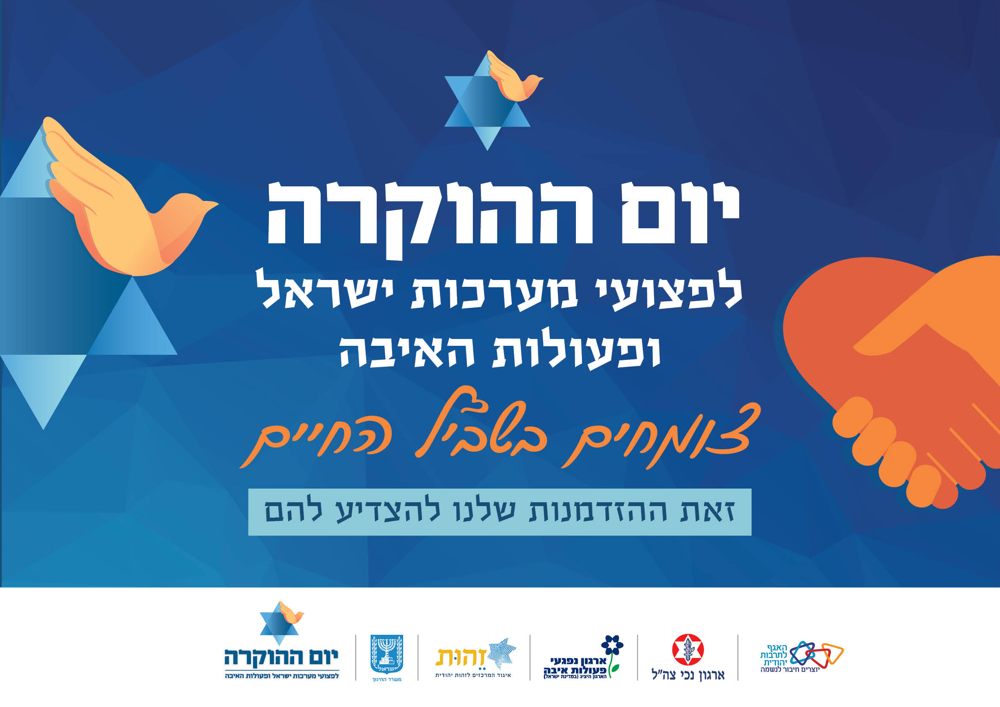 יום ההוקרה
לפצועי מערכות ישראל
ופעולות האיבה
צומחים בשביל החיים
זאת ההזדמנות שלנו להצדיע להם
האגף
לתרבות
יהודית
יוצרים חיבור לנשמה
ארגון נכי צה"ל
ארגון נפגעי
פעולות איבה
הארגון היציג (במדינת ישראל)
זֵהוּת
איגוד המרכזים לזהות יהודית
ישראל
משרד החינוך
יום ההוקרה
לפצועי מערכות ישראל ופעולות האיבה